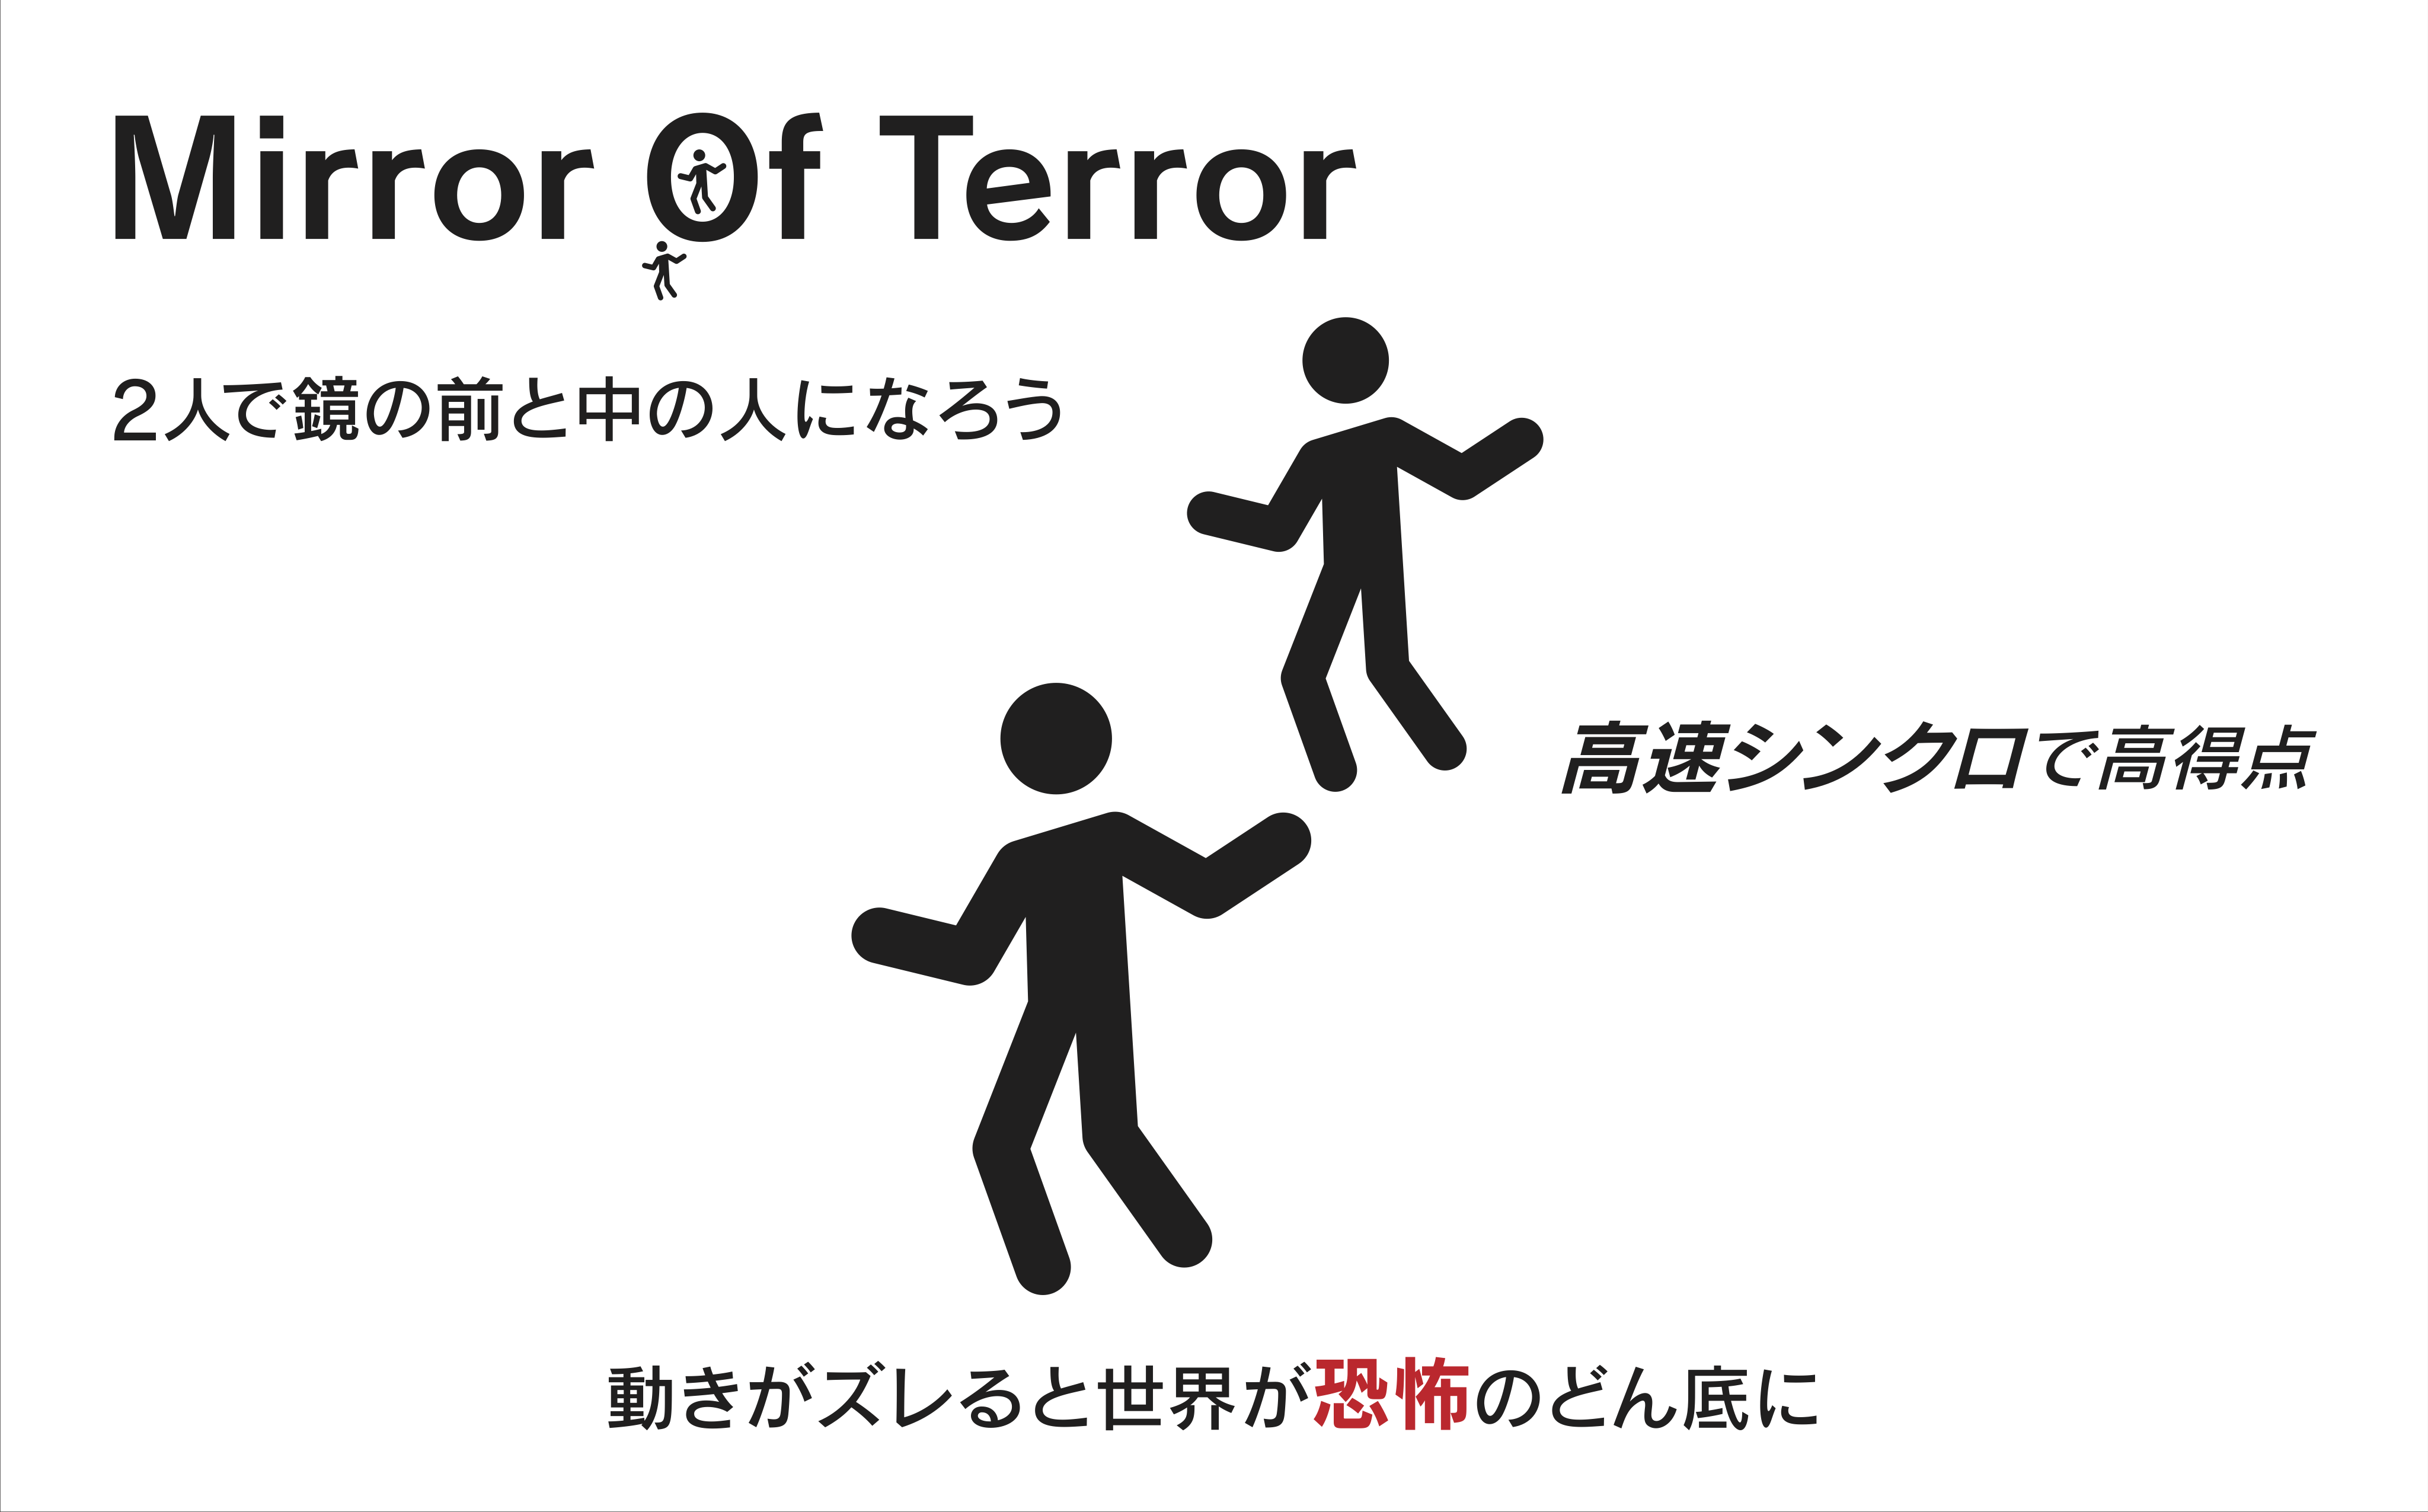 Mirror Of Terror
２人で鏡の前と中の人になろう
高速シンクロで高得点
動きがズレると世界が恐怖のどん底に